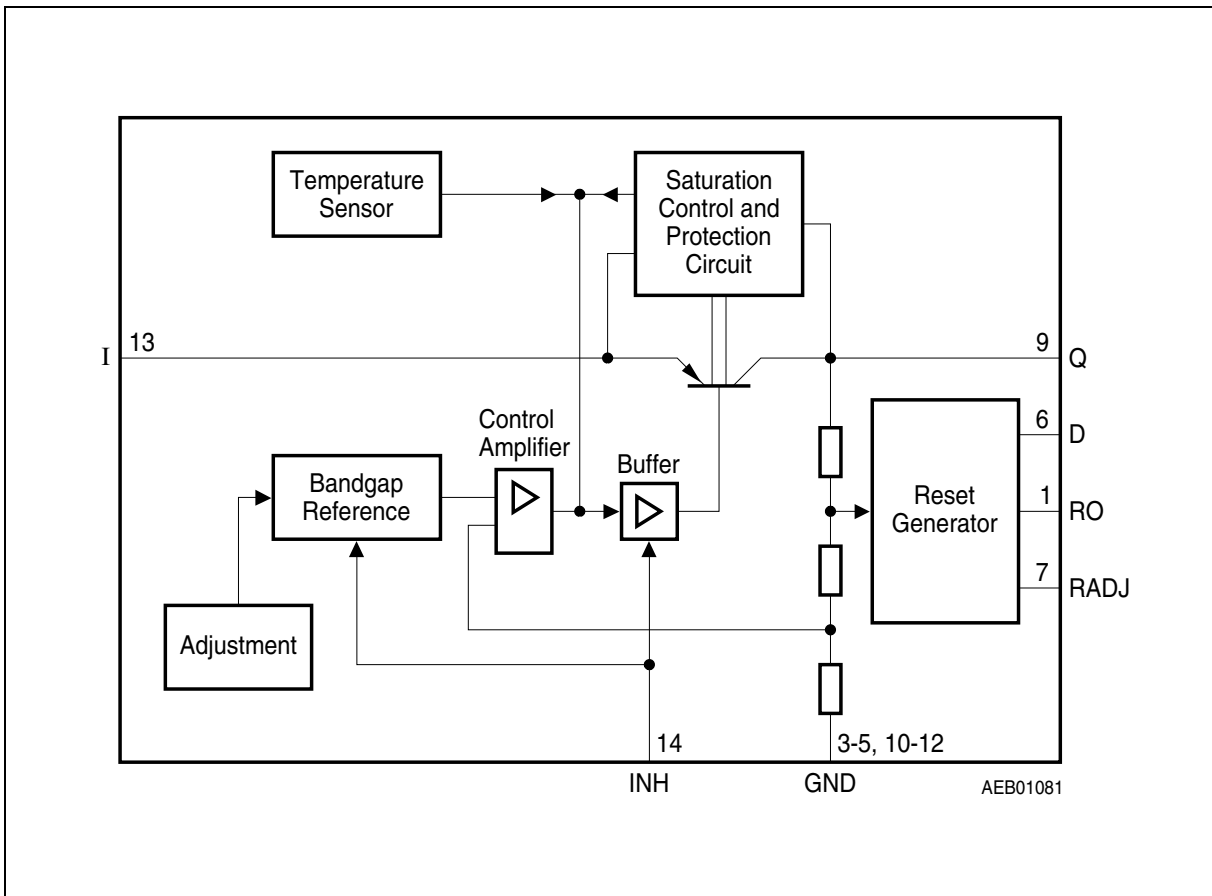 Temperature
Sensor
Saturation
Control and
Protection
Circuit
I
13
9
Q
Control
Amplifier
Buffer
Bandgap
Reference
Reset
Generator
6
D
1
RO
7
RADJ
Adjustment
14
3-5, 10-12
INH
GND
AEB01081